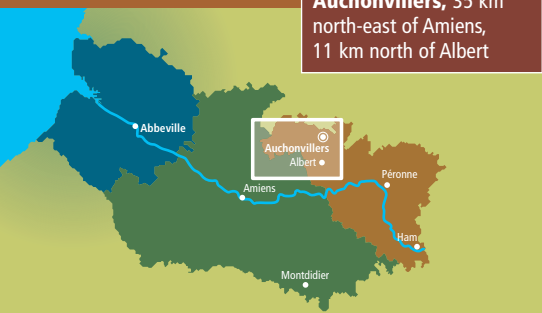 Auchonvillers, 35 km
north-east of Amiens,
11 km north of Albert
Abbeville
Auchonvillers
Albert
Péronne
Amiens
Ham
Montdidier